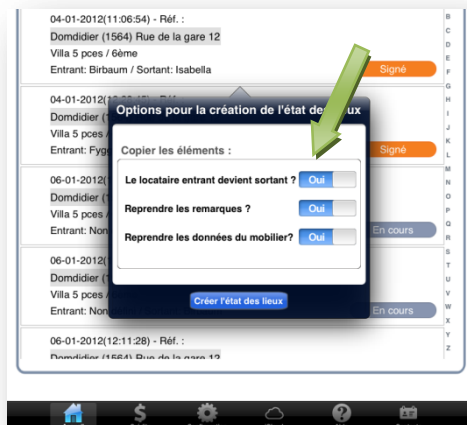 04-01-2012(11:06:54) - Réf. :
Domdidier (1564) Rue de la gare 12
Villa 5 pces / 6ème
Entrant: Birbaum / Sortant: Isabella
Signé
04-01-2012(
Domdidier (1
Villa 5 pces /
Entrant: Fyg
Signé
Options pour la création de l'état des lieux
Copier les éléments :
Le locataire entrant devient sortant ? Oui
Reprendre les remarques ? Oui
Reprendre les données du mobilier? Oui
Créer l'état des lieux
06-01-2012(
Domdidier (1
Villa 5 pces /
Entrant: Non
En cours
06-01-2012(
Domdidier (1
Villa 5 pces /
Entrant: Non
En cours
06-01-2012(12:11:28) - Réf. :
Domdidier (1564) Rue de la gare 12
B
C
D
E
F
G
H
I
J
K
L
M
N
O
P
Q
R
S
T
U
V
W
X
Y
Z